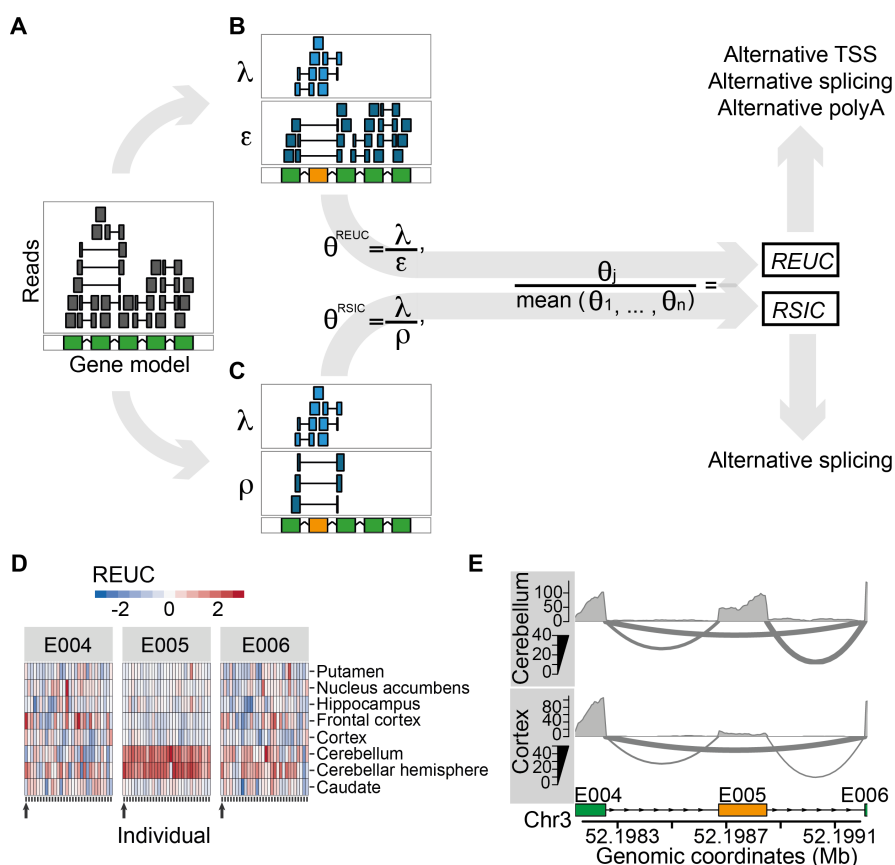 A
B
λ
ε
Alternative TSS
Alternative splicing
Alternative polyA
Reads
Gene model
θREUC = λ/ε,
θRSIC = λ/ρ,
θj / mean (θ1, ... , θn) =
REUC
RSIC
C
λ
ρ
Alternative splicing
D
REUC
-2 0 2
E004 E005 E006
Putamen
Nucleus accumbens
Hippocampus
Frontal cortex
Cortex
Cerebellum
Cerebellar hemisphere
Caudate
Individual
E
Cerebellum
100
50
0
40
20
0
Cortex
80
40
0
40
20
0
E004 E005 E006
Chr3
52.1983 52.1987 52.1991
Genomic coordinates (Mb)